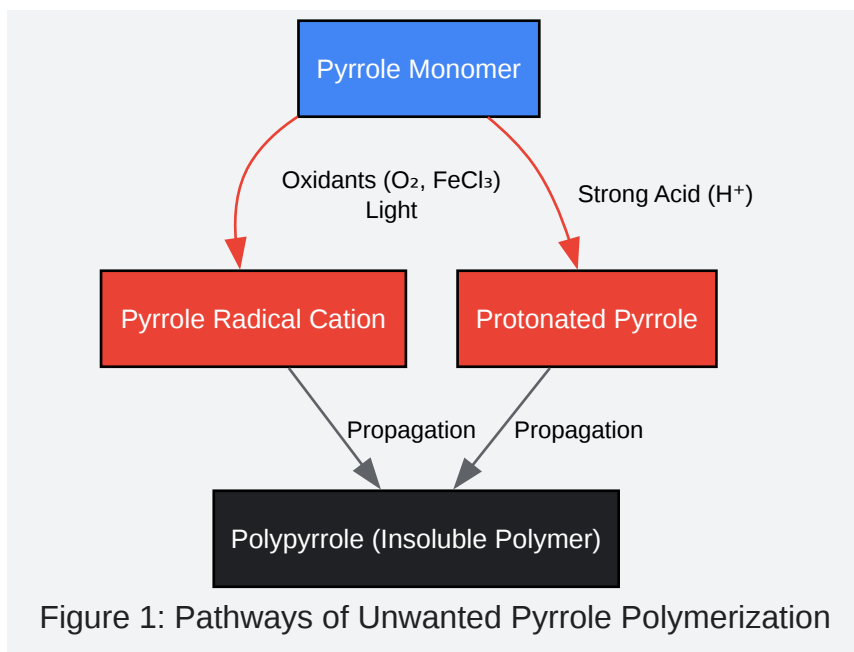 Pyrrole Monomer
Oxidants (O₂, FeCl₃)
Light
Strong Acid (H⁺)
Pyrrole Radical Cation
Protonated Pyrrole
Propagation
Propagation
Polypyrrole (Insoluble Polymer)
Figure 1: Pathways of Unwanted Pyrrole Polymerization